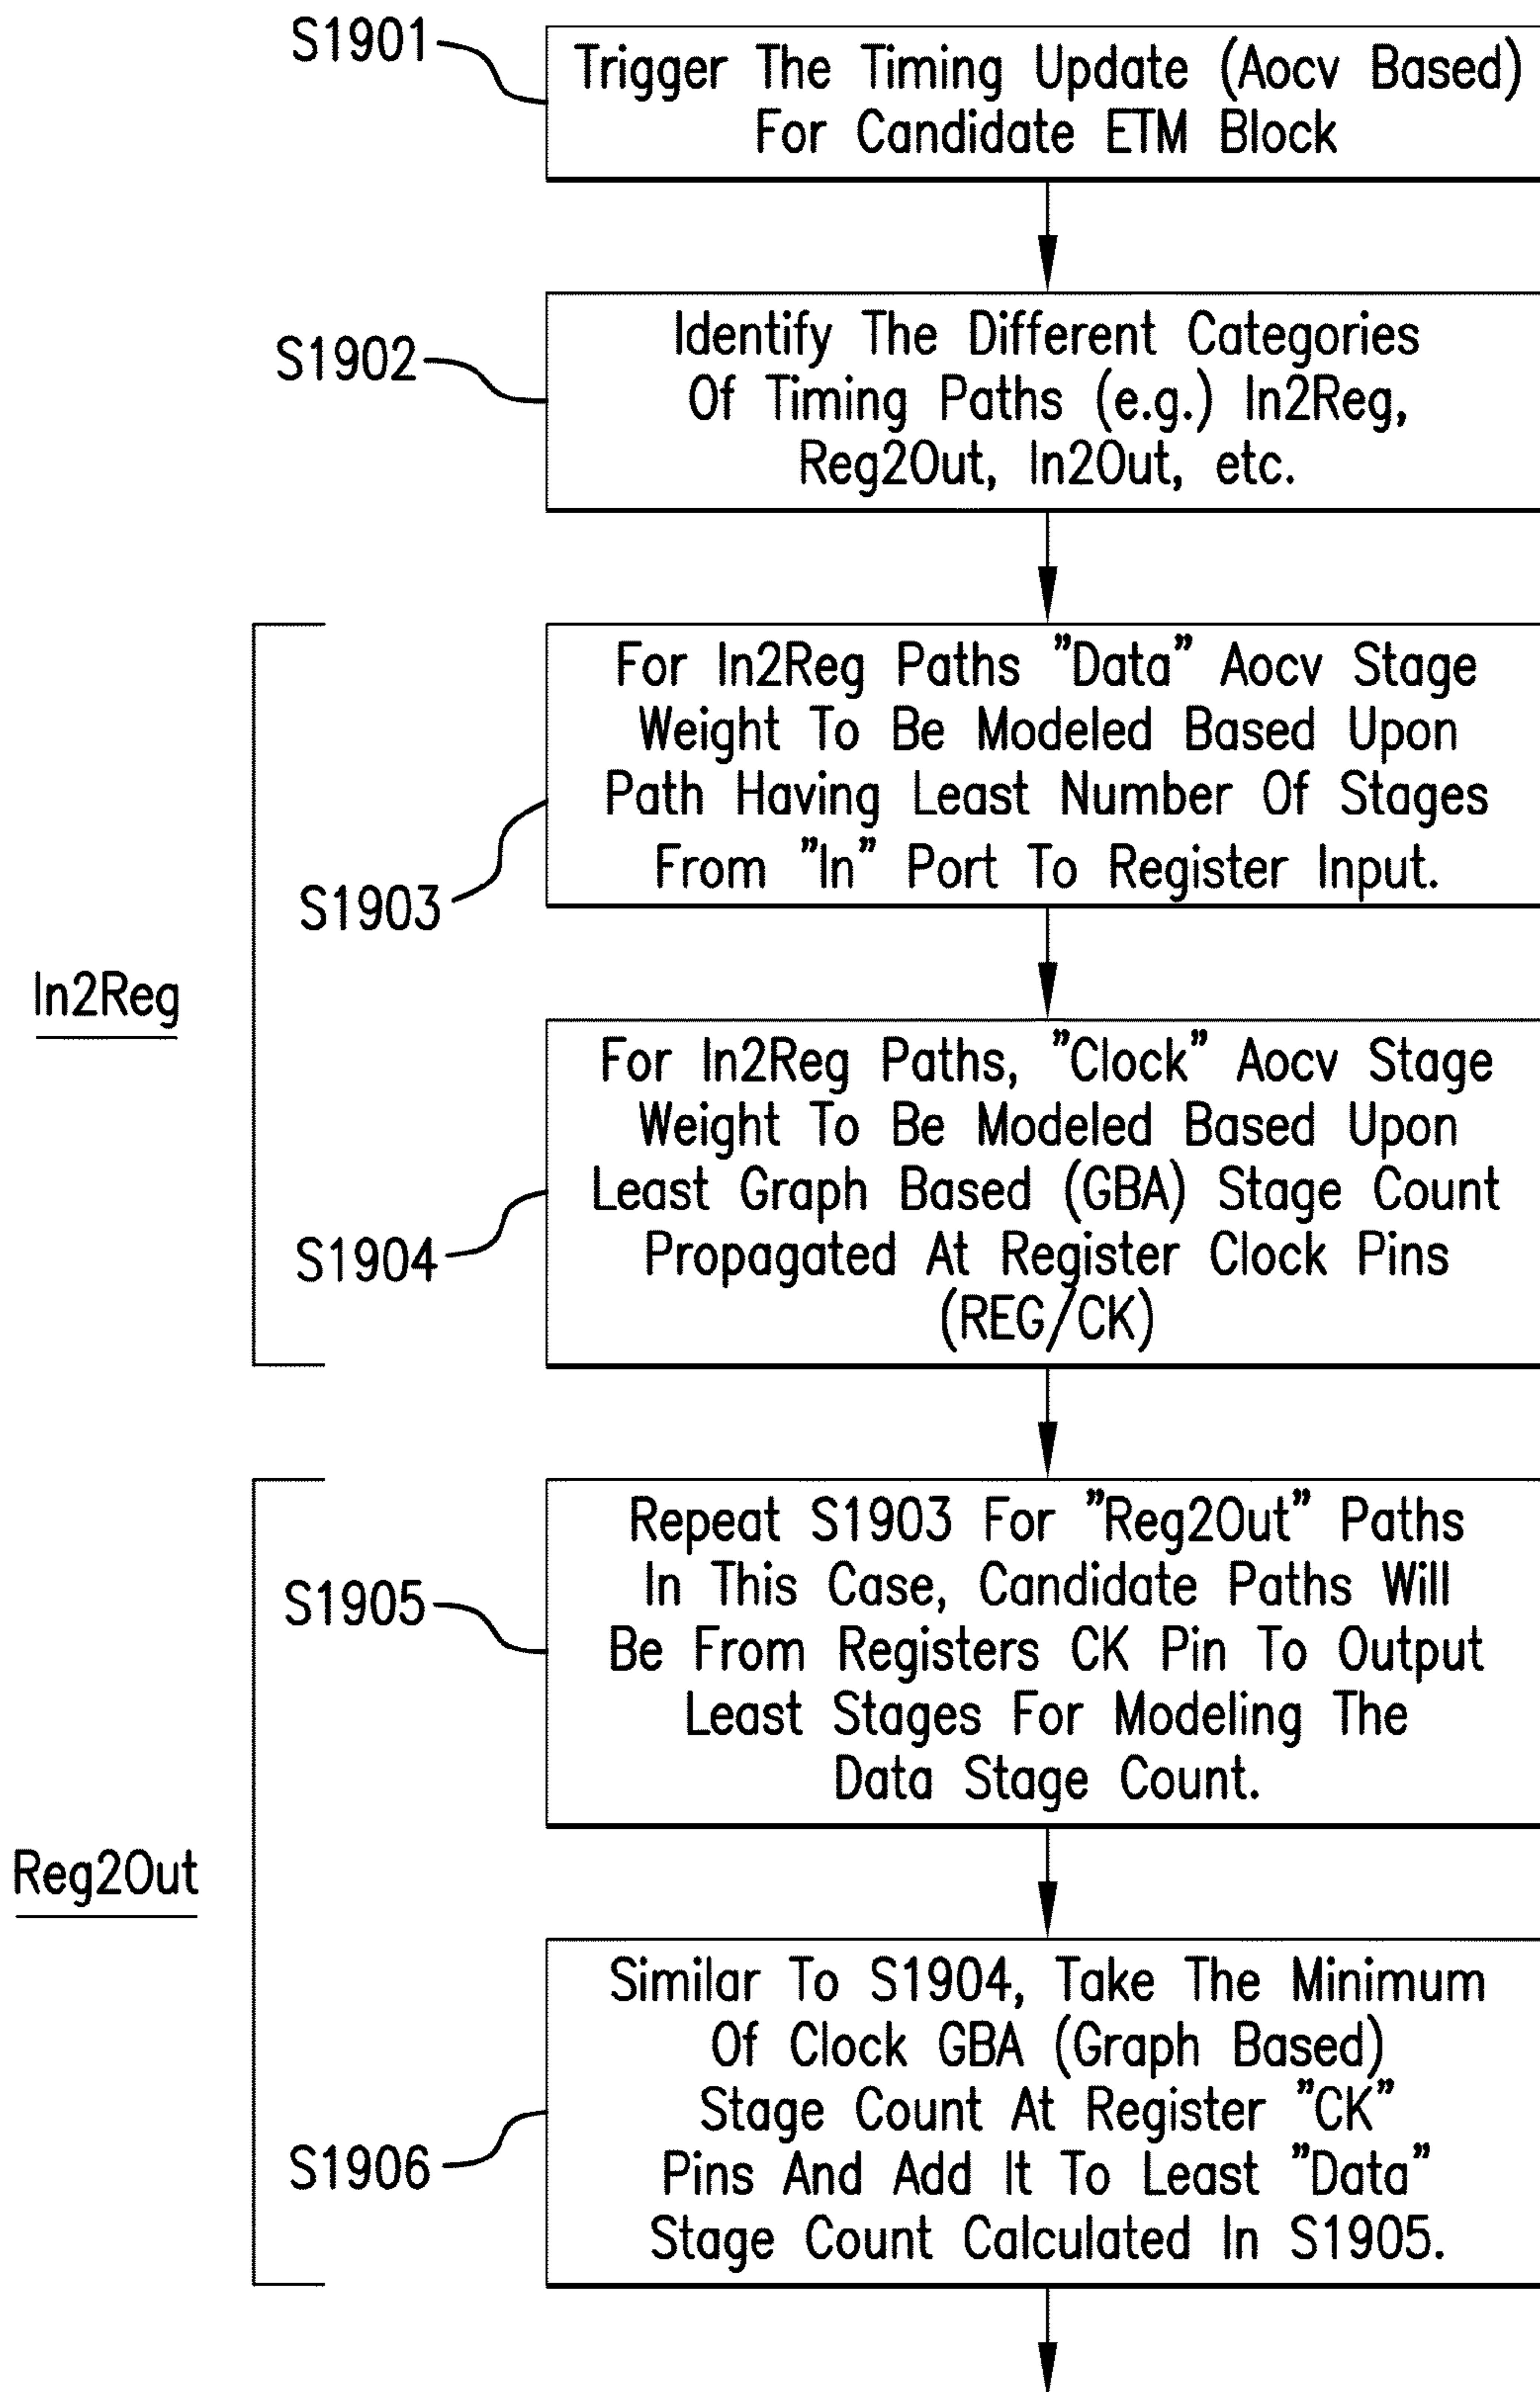 S1901
Trigger The Timing Update (Aocv Based)
For Candidate ETM Block
S1902
Identify The Different Categories
Of Timing Paths (e.g.) In2Reg,
Reg2Out, In2Out, etc.
In2Reg
S1903
For In2Reg Paths "Data" Aocv Stage
Weight To Be Modeled Based Upon
Path Having Least Number Of Stages
From "In" Port To Register Input.
S1904
For In2Reg Paths, "Clock" Aocv Stage
Weight To Be Modeled Based Upon
Least Graph Based (GBA) Stage Count
Propagated At Register Clock Pins
(REG/CK)
Reg2Out
S1905
Repeat S1903 For "Reg2Out" Paths
In This Case, Candidate Paths Will
Be From Registers CK Pin To Output
Least Stages For Modeling The
Data Stage Count.
S1906
Similar To S1904, Take The Minimum
Of Clock GBA (Graph Based)
Stage Count At Register "CK"
Pins And Add It To Least "Data"
Stage Count Calculated In S1905.